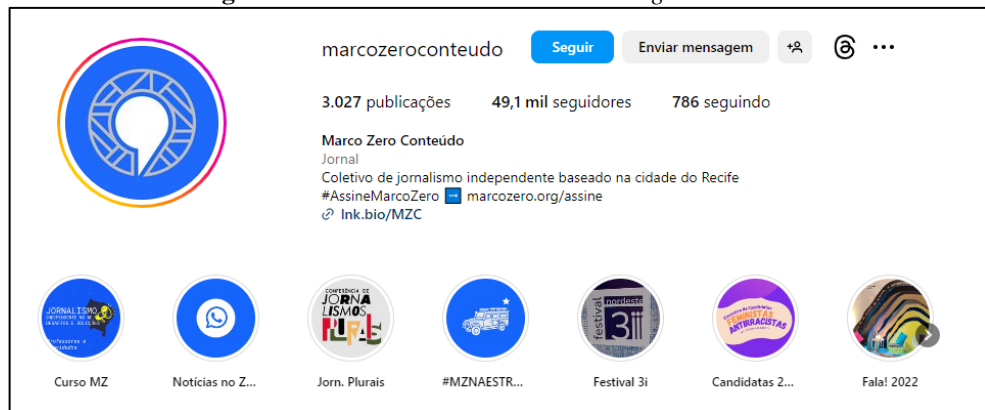 marcozeroconteudo Seguir Enviar mensagem
3.027 publicações 49,1 mil seguidores 786 seguindo
Marco Zero Conteúdo
Jornal
Coletivo de jornalismo independente baseado na cidade do Recife
#AssineMarcoZero ➡ marcozero.org/assine
lnk.bio/MZC
JORNALISMO
CONFERÊNCIA DE
JORNA
LISMOS
PLURAIS
festival
nordeste
3iii
FEMINISTAS
ANTIRRACISTAS
Curso MZ Notícias no Z... Jorn. Plurais #MZNAESTR... Festival 3i Candidatas 2... Fala! 2022